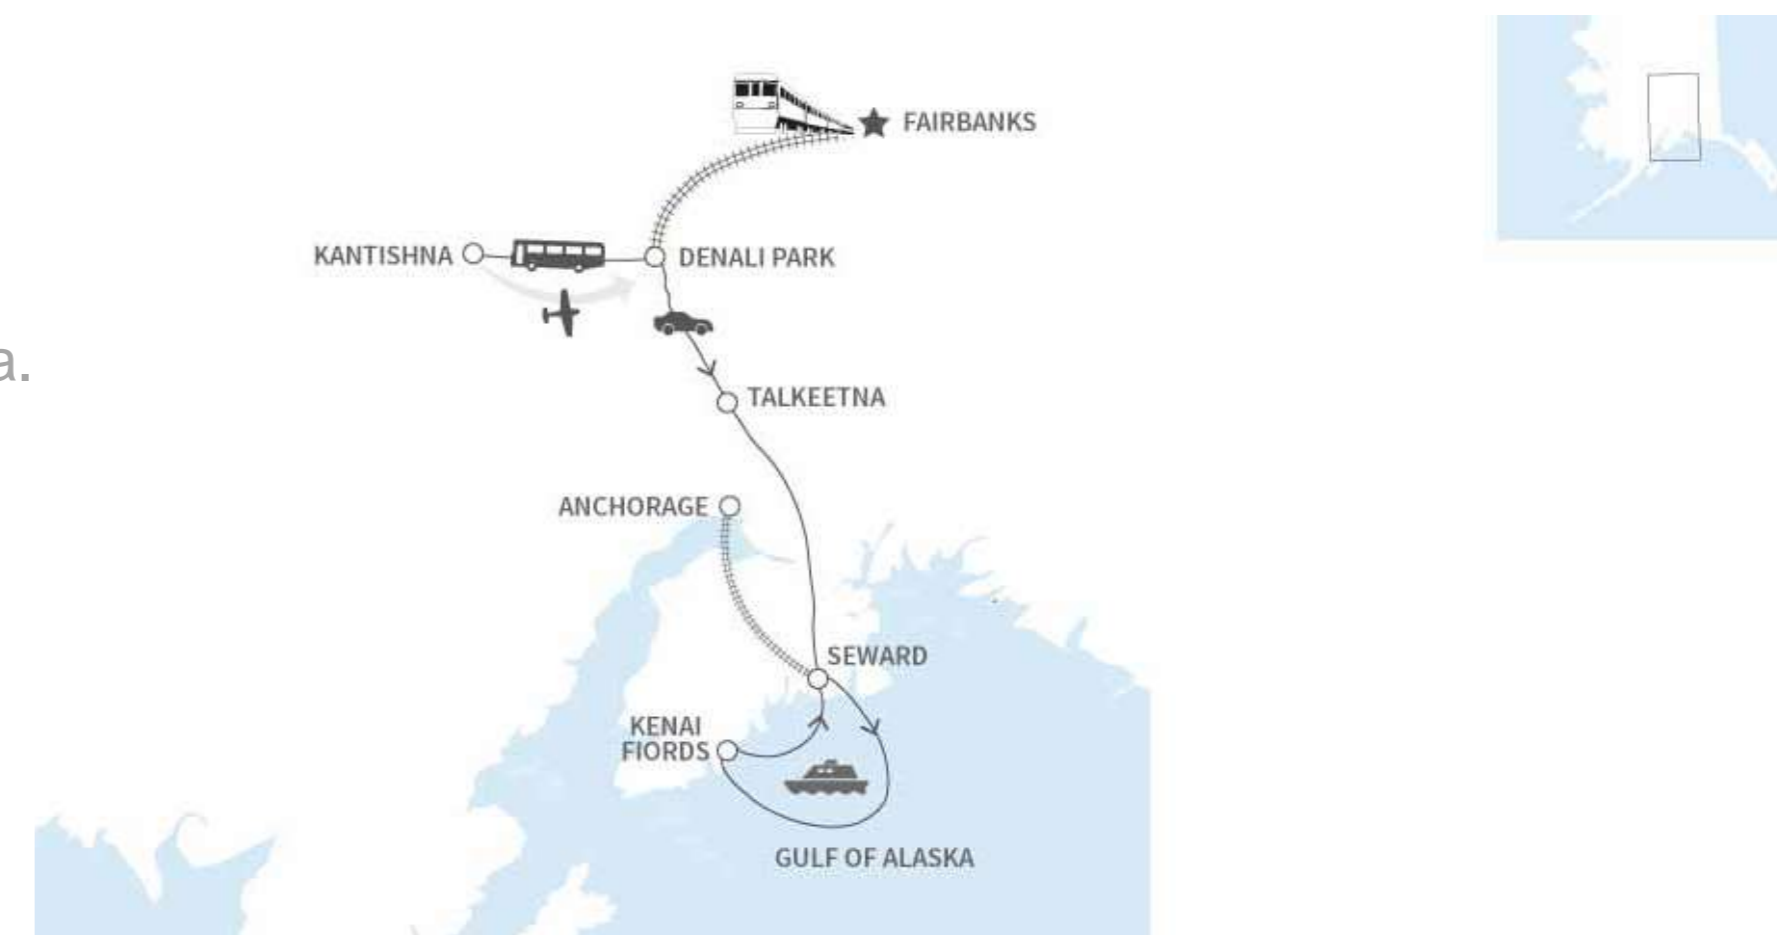 FAIRBANKS
KANTISHNA
DENALI PARK
a.
TALKEETNA
ANCHORAGE
SEWARD
KENAI
FIORDS
GULF OF ALASKA